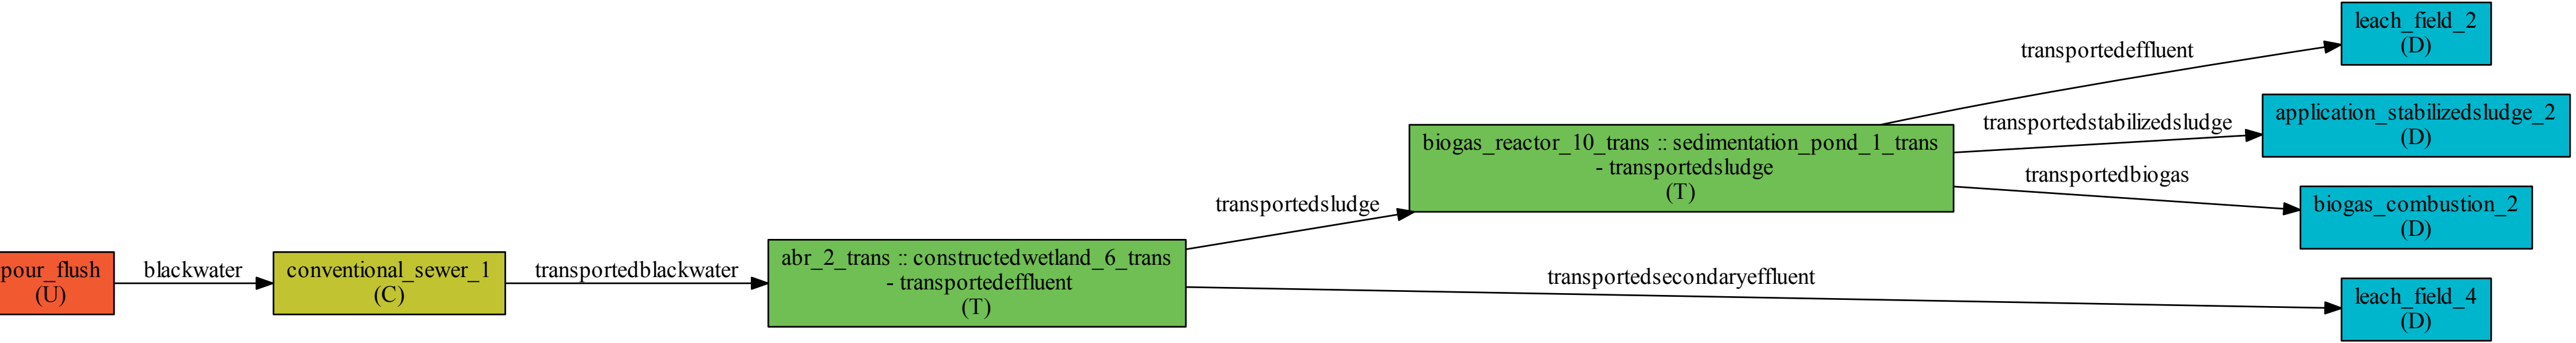 pour_flush
(U)
blackwater
conventional_sewer_1
(C)
transportedblackwater
abr_2_trans :: constructedwetland_6_trans
- transportedeffluent
(T)
transportedsludge
transportedsecondaryeffluent
biogas_reactor_10_trans :: sedimentation_pond_1_trans
- transportedsludge
(T)
transportedeffluent
transportedstabilizedsludge
transportedbiogas
leach_field_2
(D)
application_stabilizedsludge_2
(D)
biogas_combustion_2
(D)
leach_field_4
(D)